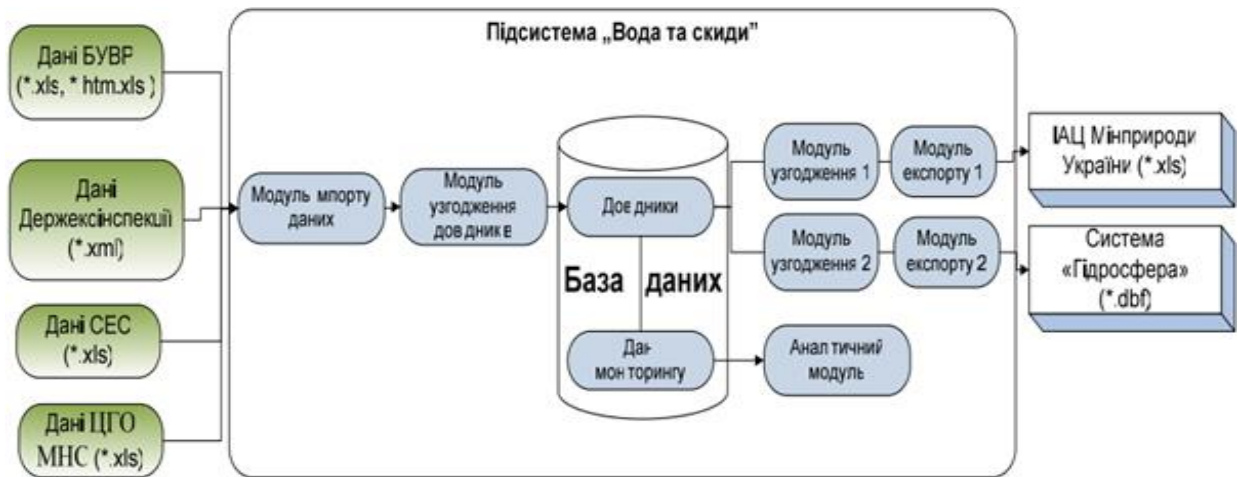 Підсистема „Вода та скиди”
Дані БУВР
(*.xls, * htm.xls )
Дані
Держексінспекції
(*.xml)
Дані СЕС
(*.xls)
Дані ЦГО
МНС (*.xls)
Модуль мпорту
даних
Модуль
узгодження
дов дник в
Дов дники
База даних
Дан
мон торингу
Модуль
узгодження 1
Модуль
експорту 1
Модуль
узгодження 2
Модуль
експорту 2
Анал тичний
модуль
ІАЦ Мінприроди
України (*.xls)
Система
«Гідросфера»
(*.dbf)